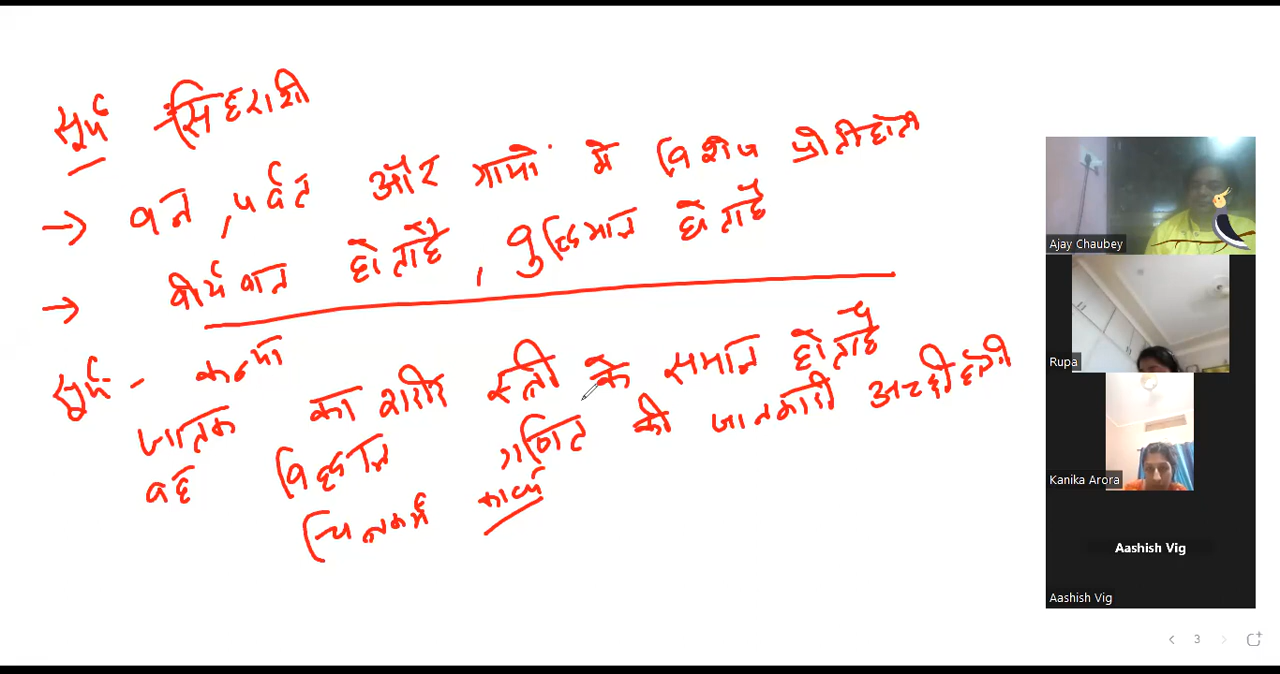 सूर्य सिंहराशी
→ वन, पर्वत और गायों में विशेष प्रीतीहोती
→ वीर्यवान होताहै, बुद्धिमान होताहै
सूर्य - कन्या
जातक का शरीर स्त्री के समान होताहै
वह विद्वान गणित की जानकारी अच्छीहोगी
चित्रकर्म काव्य
Ajay Chaubey
Rupa
Kanika Arora
Aashish Vig
Aashish Vig
3